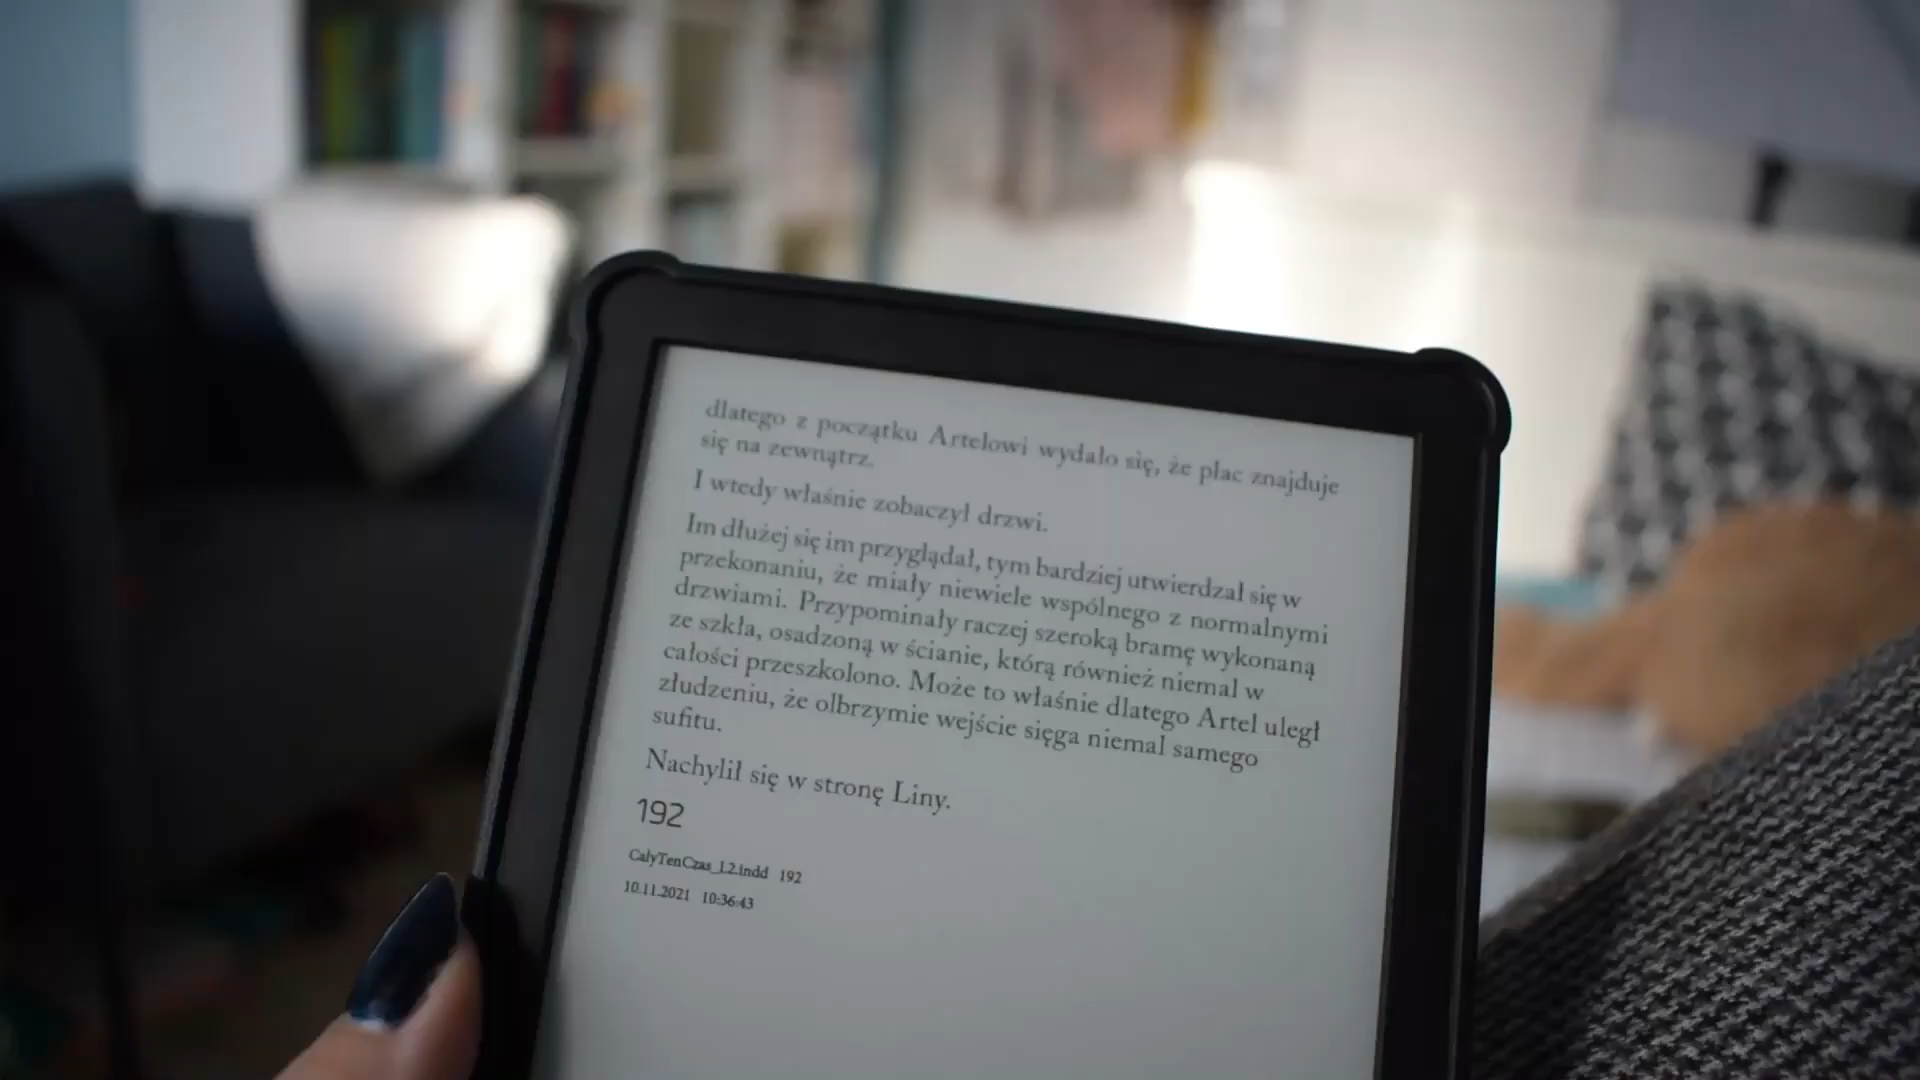 dlatego z początku Artelowi wydało się, że plac znajduje
się na zewnątrz.
I wtedy właśnie zobaczył drzwi.
Im dłużej się im przyglądał, tym bardziej utwierdzał się w
przekonaniu, że miały niewiele wspólnego z normalnymi
drzwiami. Przypominały raczej szeroką bramę wykonaną
ze szkła, osadzoną w ścianie, którą również niemal w
całości przeszkolono. Może to właśnie dlatego Artel uległ
złudzeniu, że olbrzymie wejście sięga niemal samego
sufitu.
Nachylił się w stronę Liny.
192
CalyTenCzas_L2.indd 192
10.11.2021 10:36:43